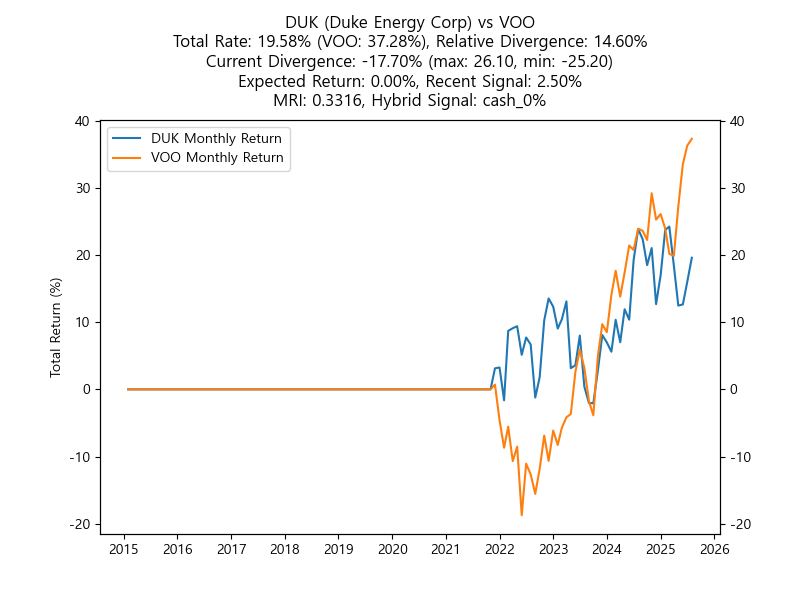 DUK (Duke Energy Corp) vs VOO
Total Rate: 19.58% (VOO: 37.28%), Relative Divergence: 14.60%
Current Divergence: -17.70% (max: 26.10, min: -25.20)
Expected Return: 0.00%, Recent Signal: 2.50%
MRI: 0.3316, Hybrid Signal: cash_0%
DUK Monthly Return
VOO Monthly Return
Total Return (%)
40
30
20
10
0
-10
-20
40
30
20
10
0
-10
-20
2015 2016 2017 2018 2019 2020 2021 2022 2023 2024 2025 2026